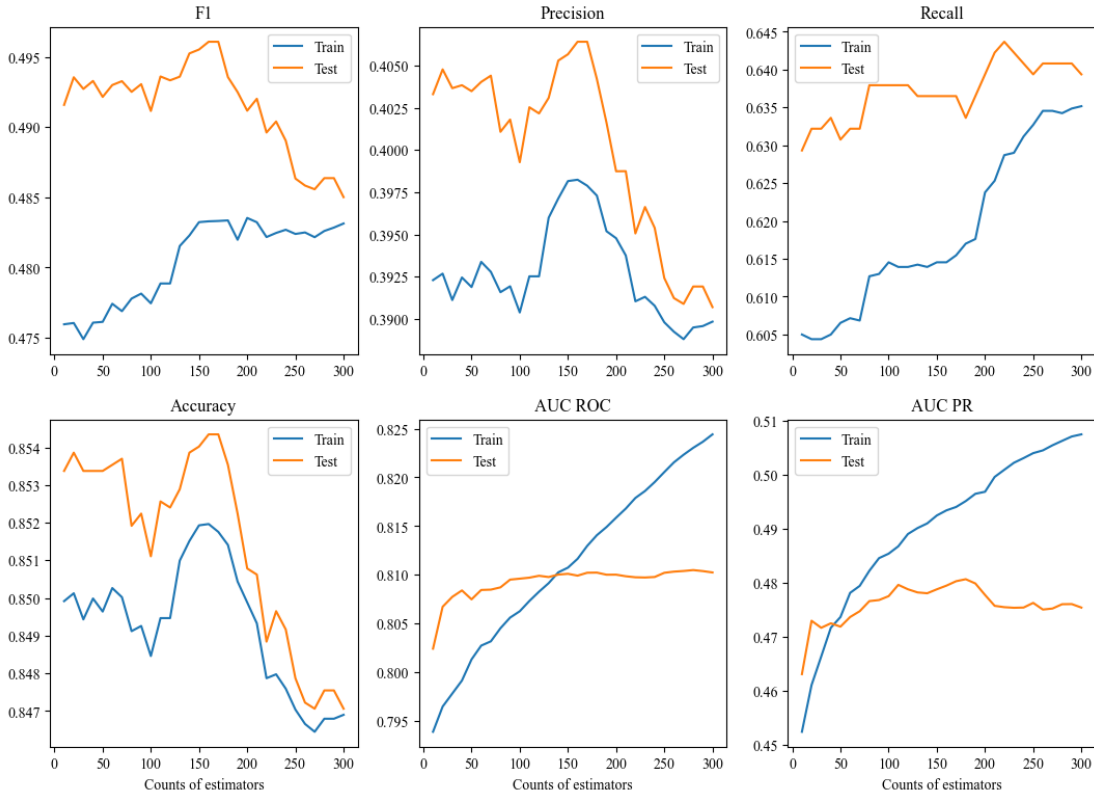 F1
0.495
0.490
0.485
0.480
0.475
0 50 100 150 200 250 300
Train
Test
Precision
0.4050
0.4025
0.4000
0.3975
0.3950
0.3925
0.3900
0 50 100 150 200 250 300
Train
Test
Recall
0.645
0.640
0.635
0.630
0.625
0.620
0.615
0.610
0.605
0 50 100 150 200 250 300
Train
Test
Accuracy
0.854
0.853
0.852
0.851
0.850
0.849
0.848
0.847
0 50 100 150 200 250 300
Counts of estimators
Train
Test
AUC ROC
0.825
0.820
0.815
0.810
0.805
0.800
0.795
0 50 100 150 200 250 300
Counts of estimators
Train
Test
AUC PR
0.51
0.50
0.49
0.48
0.47
0.46
0.45
0 50 100 150 200 250 300
Counts of estimators
Train
Test